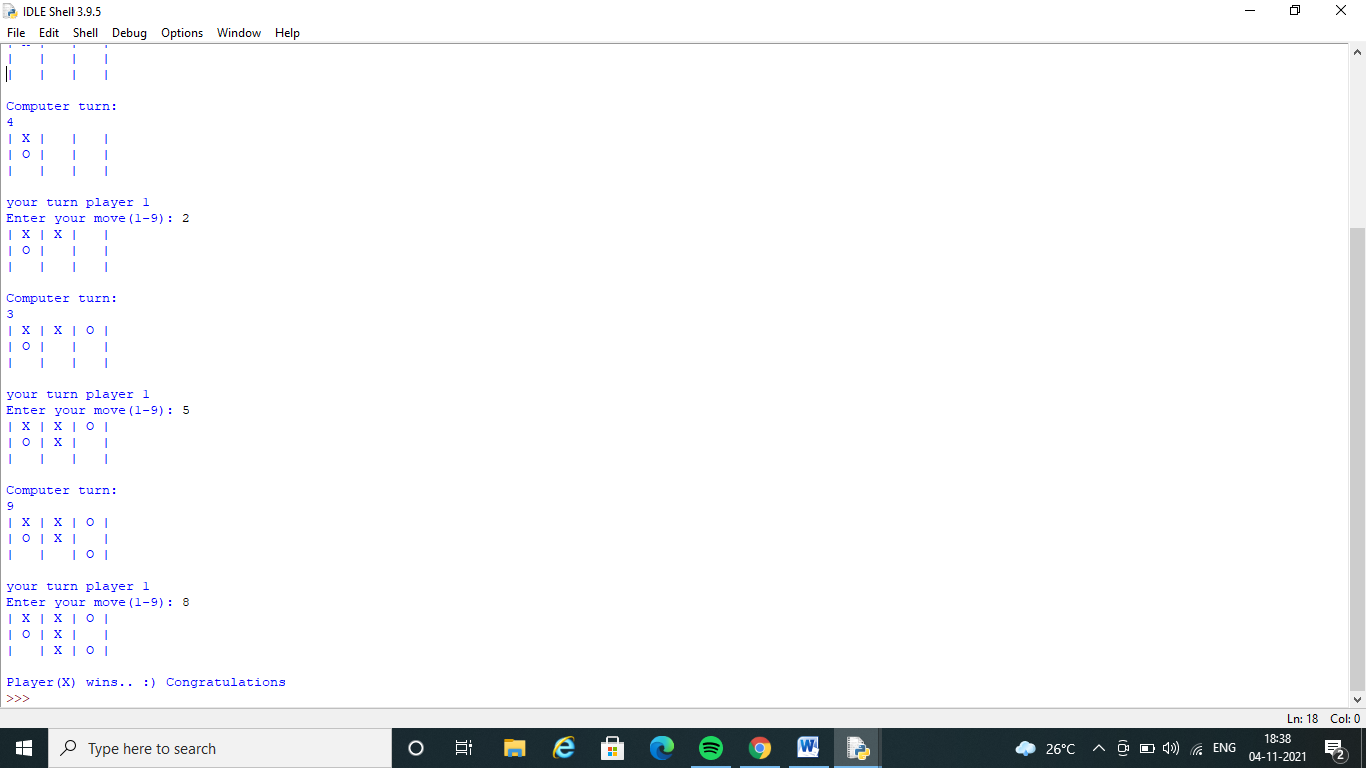 IDLE Shell 3.9.5
File Edit Shell Debug Options Window Help
|   |   |   |
|   |   |   |
Computer turn:
4
| X |   |   |
| O |   |   |
|   |   |   |
your turn player 1
Enter your move(1-9): 2
| X | X |   |
| O |   |   |
|   |   |   |
Computer turn:
3
| X | X | O |
| O |   |   |
|   |   |   |
your turn player 1
Enter your move(1-9): 5
| X | X | O |
| O | X |   |
|   |   |   |
Computer turn:
9
| X | X | O |
| O | X |   |
|   |   | O |
your turn player 1
Enter your move(1-9): 8
| X | X | O |
| O | X |   |
|   | X | O |
Player(X) wins.. :) Congratulations
>>>
Ln: 18 Col: 0
Type here to search
26°C
ENG
18:38
04-11-2021
2